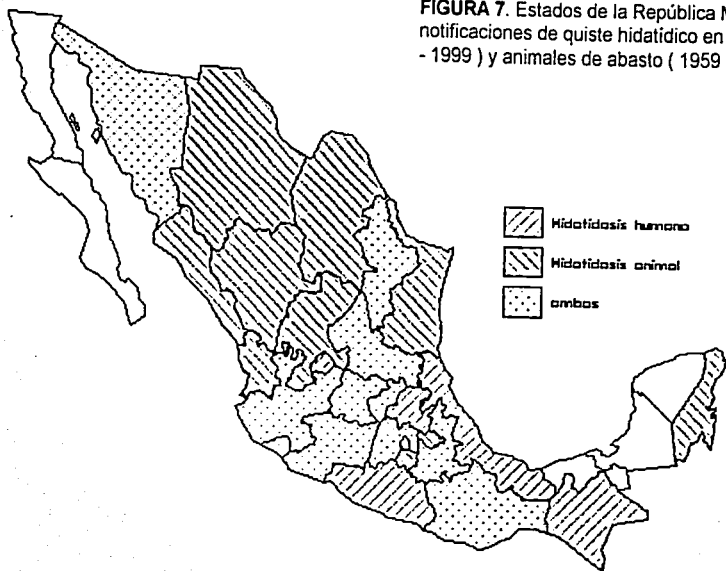 FIGURA 7. Estados de la República
notificaciones de quiste hidatídico en
- 1999 ) y animales de abasto ( 1959
Hidatidosis humana
Hidatidosis animal
ambos